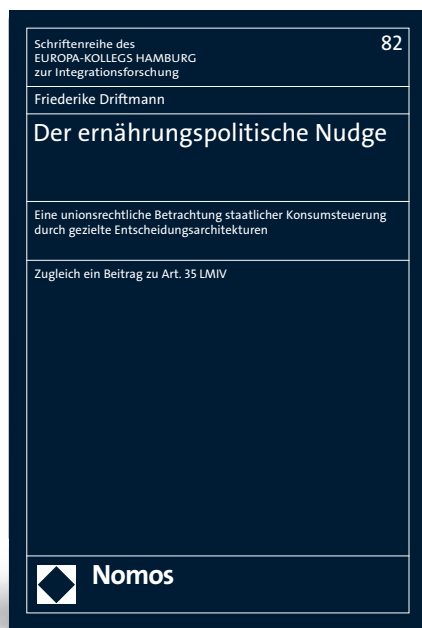 Schriftenreihe des
EUROPA-KOLLEGS HAMBURG
zur Integrationsforschung
82
Friederike Driftmann
Der ernährungspolitische Nudge
Eine unionsrechtliche Betrachtung staatlicher Konsumsteuerung
durch gezielte Entscheidungsarchitekturen
Zugleich ein Beitrag zu Art. 35 LMIV
Nomos